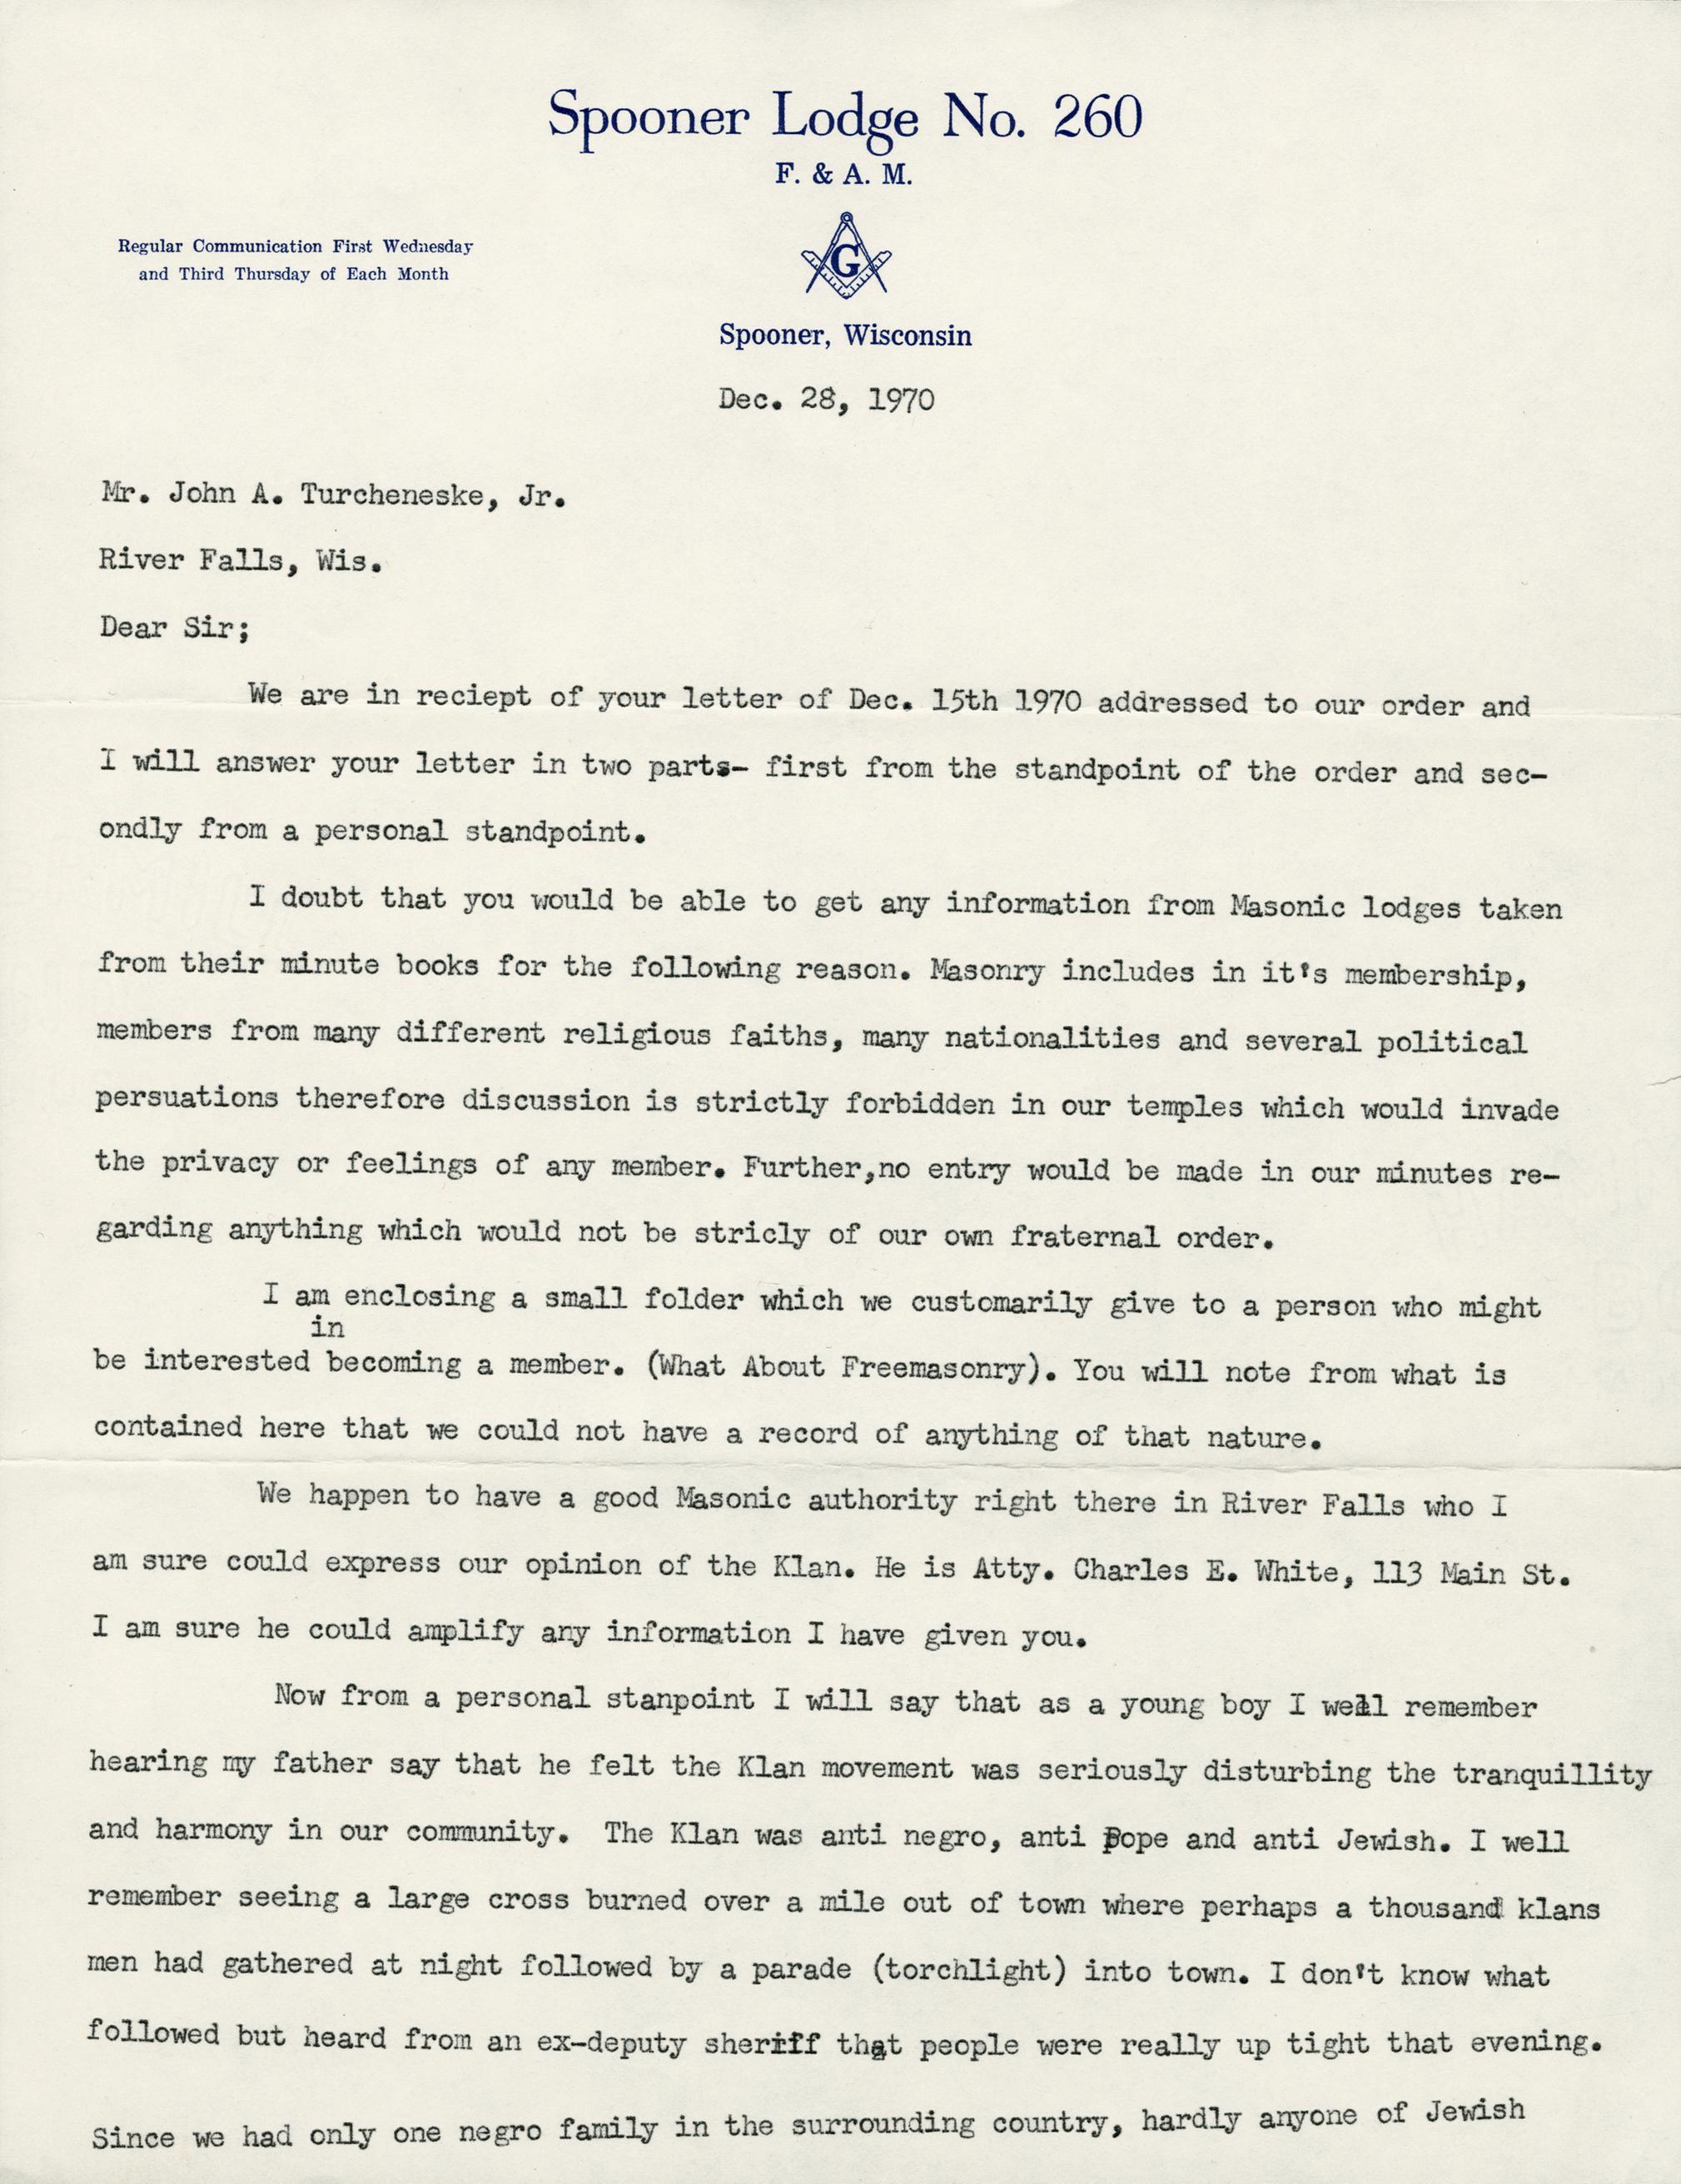 Spooner Lodge No. 260
F. & A. M.
Regular Communication First Wednesday
and Third Thursday of Each Month
G
Spooner, Wisconsin
Dec. 28, 1970
Mr. John A. Turcheneske, Jr.
River Falls, Wis.
Dear Sir;
We are in reciept of your letter of Dec. 15th 1970 addressed to our order and
I will answer your letter in two parts- first from the standpoint of the order and sec-
ondly from a personal standpoint.
I doubt that you would be able to get any information from Masonic lodges taken
from their minute books for the following reason. Masonry includes in it's membership,
members from many different religious faiths, many nationalities and several political
persuations therefore discussion is strictly forbidden in our temples which would invade
the privacy or feelings of any member. Further,no entry would be made in our minutes re-
garding anything which would not be stricly of our own fraternal order.
I am enclosing a small folder which we customarily give to a person who might
in
be interested becoming a member. (What About Freemasonry). You will note from what is
contained here that we could not have a record of anything of that nature.
We happen to have a good Masonic authority right there in River Falls who I
am sure could express our opinion of the Klan. He is Atty. Charles E. White, 113 Main St.
I am sure he could amplify any information I have given you.
Now from a personal stanpoint I will say that as a young boy I well remember
hearing my father say that he felt the Klan movement was seriously disturbing the tranquillity
and harmony in our community.  The Klan was anti negro, anti Pope and anti Jewish. I well
remember seeing a large cross burned over a mile out of town where perhaps a thousand klans
men had gathered at night followed by a parade (torchlight) into town. I don't know what
followed but heard from an ex-deputy sheriff that people were really up tight that evening.
Since we had only one negro family in the surrounding country, hardly anyone of Jewish